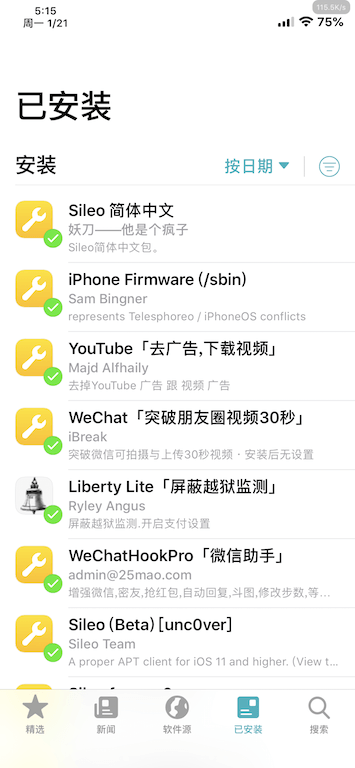 115.5K/s
5:15
周一 1/21
75%
已安装
安装
按日期
Sileo 简体中文
妖刀——他是个疯子
Sileo简体中文包。
iPhone Firmware (/sbin)
Sam Bingner
represents Telesphoreo / iPhoneOS conflicts
YouTube「去广告,下载视频」
Majd Alfhaily
去掉YouTube 广告 跟 视频 广告
WeChat「突破朋友圈视频30秒」
iBreak
突破微信可拍摄与上传30秒视频 · 安装后无设置
Liberty Lite「屏蔽越狱监测」
Ryley Angus
屏蔽越狱监测.开启支付设置
WeChatHookPro「微信助手」
admin@25mao.com
增强微信,密友,抢红包,自动回复,斗图,修改步数,等...
Sileo (Beta) [unc0ver]
Sileo Team
A proper APT client for iOS 11 and higher. (View t...
精选
新闻
软件源
已安装
搜索